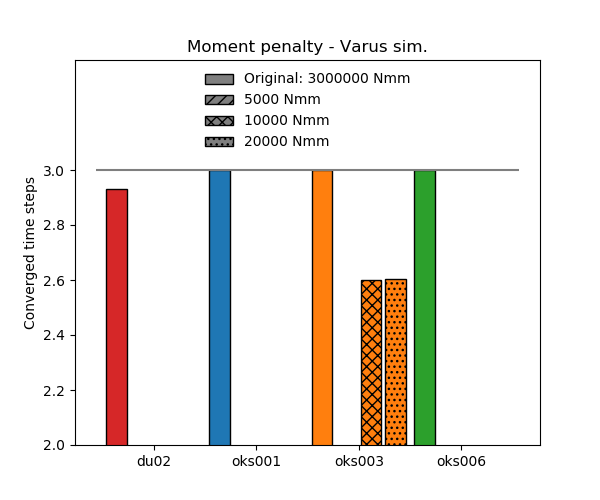 Moment penalty - Varus sim.
Original: 3000000 Nmm
5000 Nmm
10000 Nmm
20000 Nmm
Converged time steps
3.0
2.8
2.6
2.4
2.2
2.0
du02
oks001
oks003
oks006